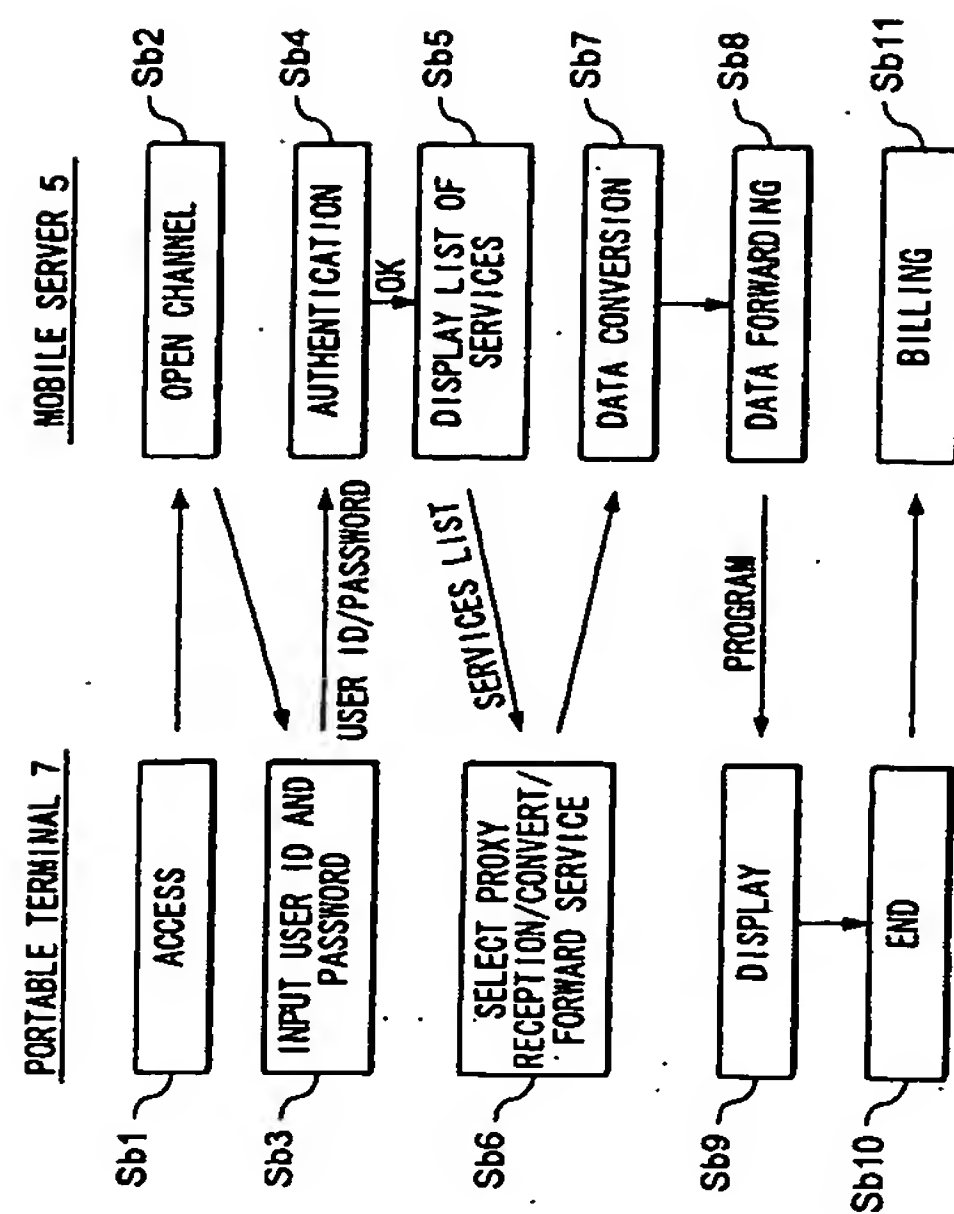 PORTABLE TERMINAL 7
MOBILE SERVER 5
Sb1
ACCESS
OPEN CHANNEL
Sb2
Sb3
INPUT USER ID AND
PASSWORD
USER ID/PASSWORD
AUTHENTICATION
Sb4
OK
DISPLAY LIST OF
SERVICES
Sb5
SERVICES LIST
Sb6
SELECT PROXY
RECEPTION/CONVERT/
FORWARD SERVICE
DATA CONVERSION
Sb7
DATA FORWARDING
Sb8
PROGRAM
Sb9
DISPLAY
Sb10
END
BILLING
Sb11